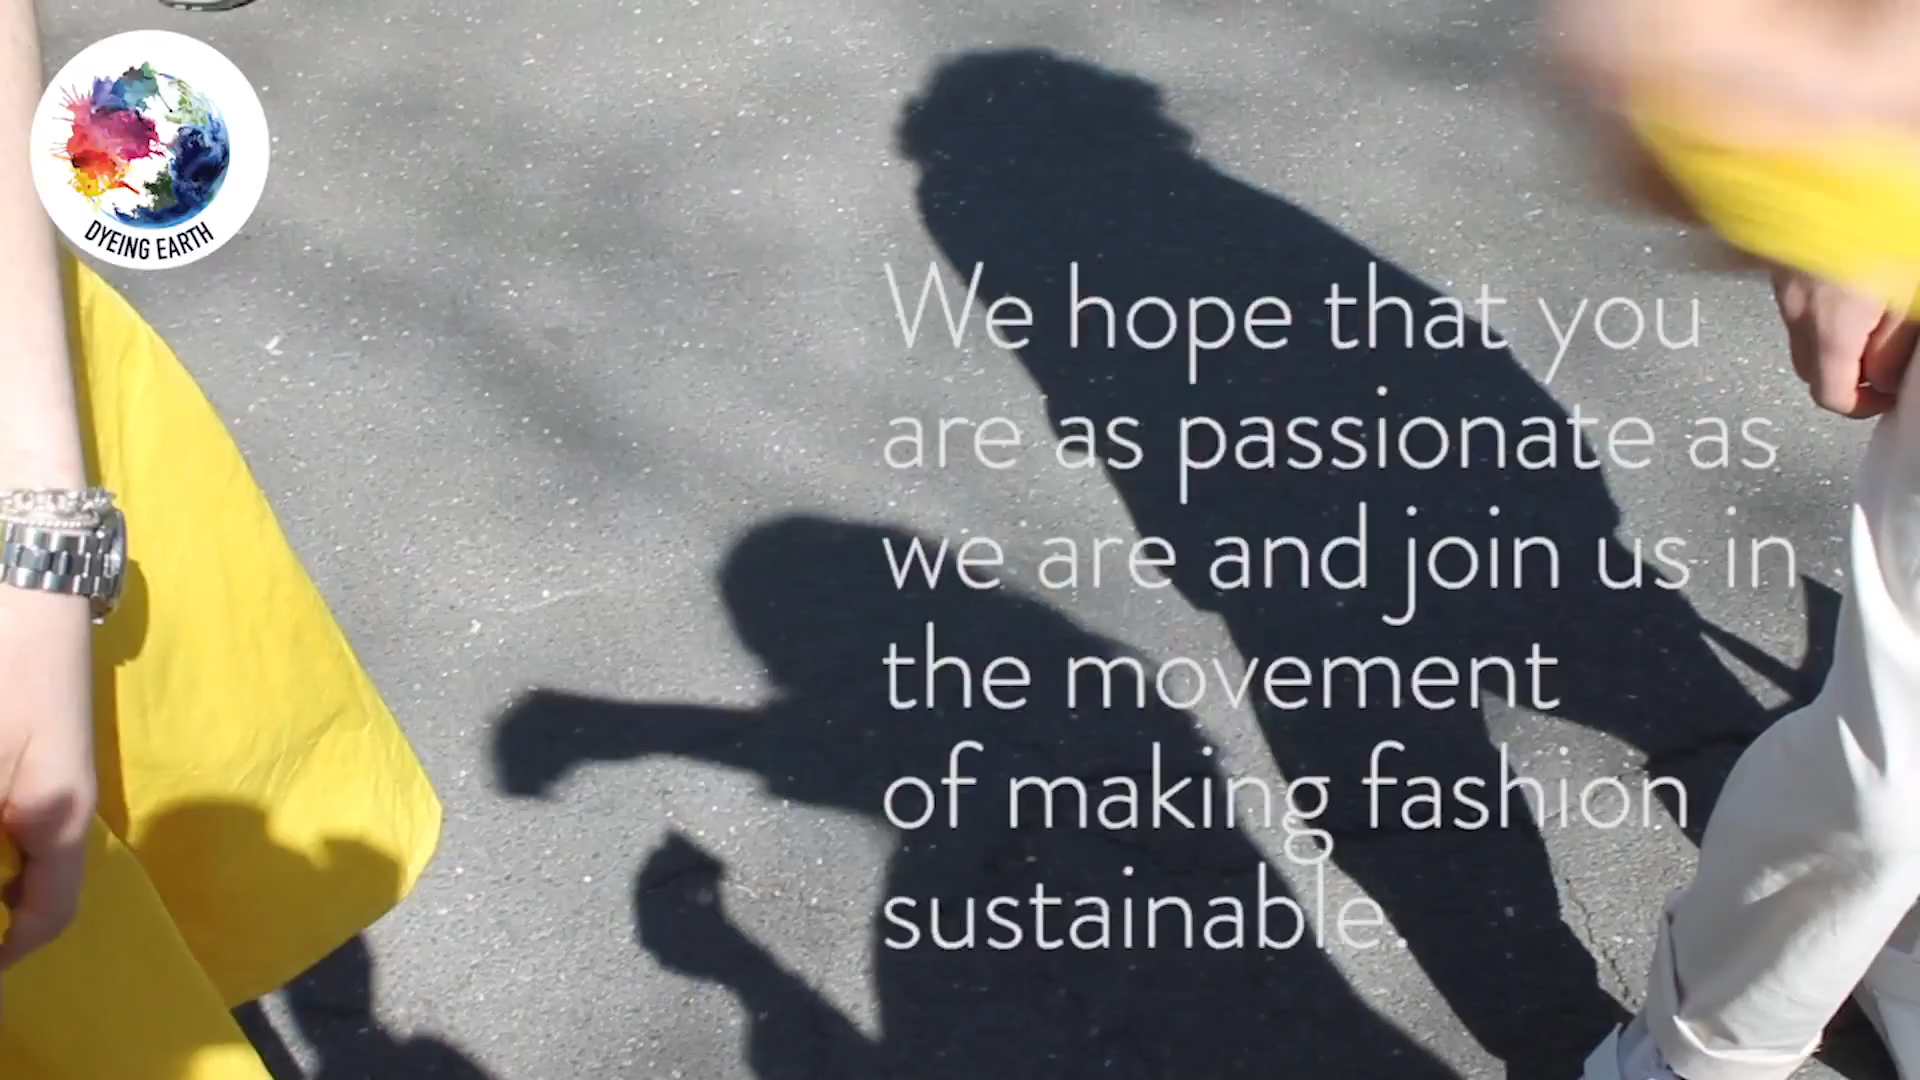 DYEING EARTH
We hope that you
are as passionate as
we are and join us in
the movement
of making fashion
sustainable.